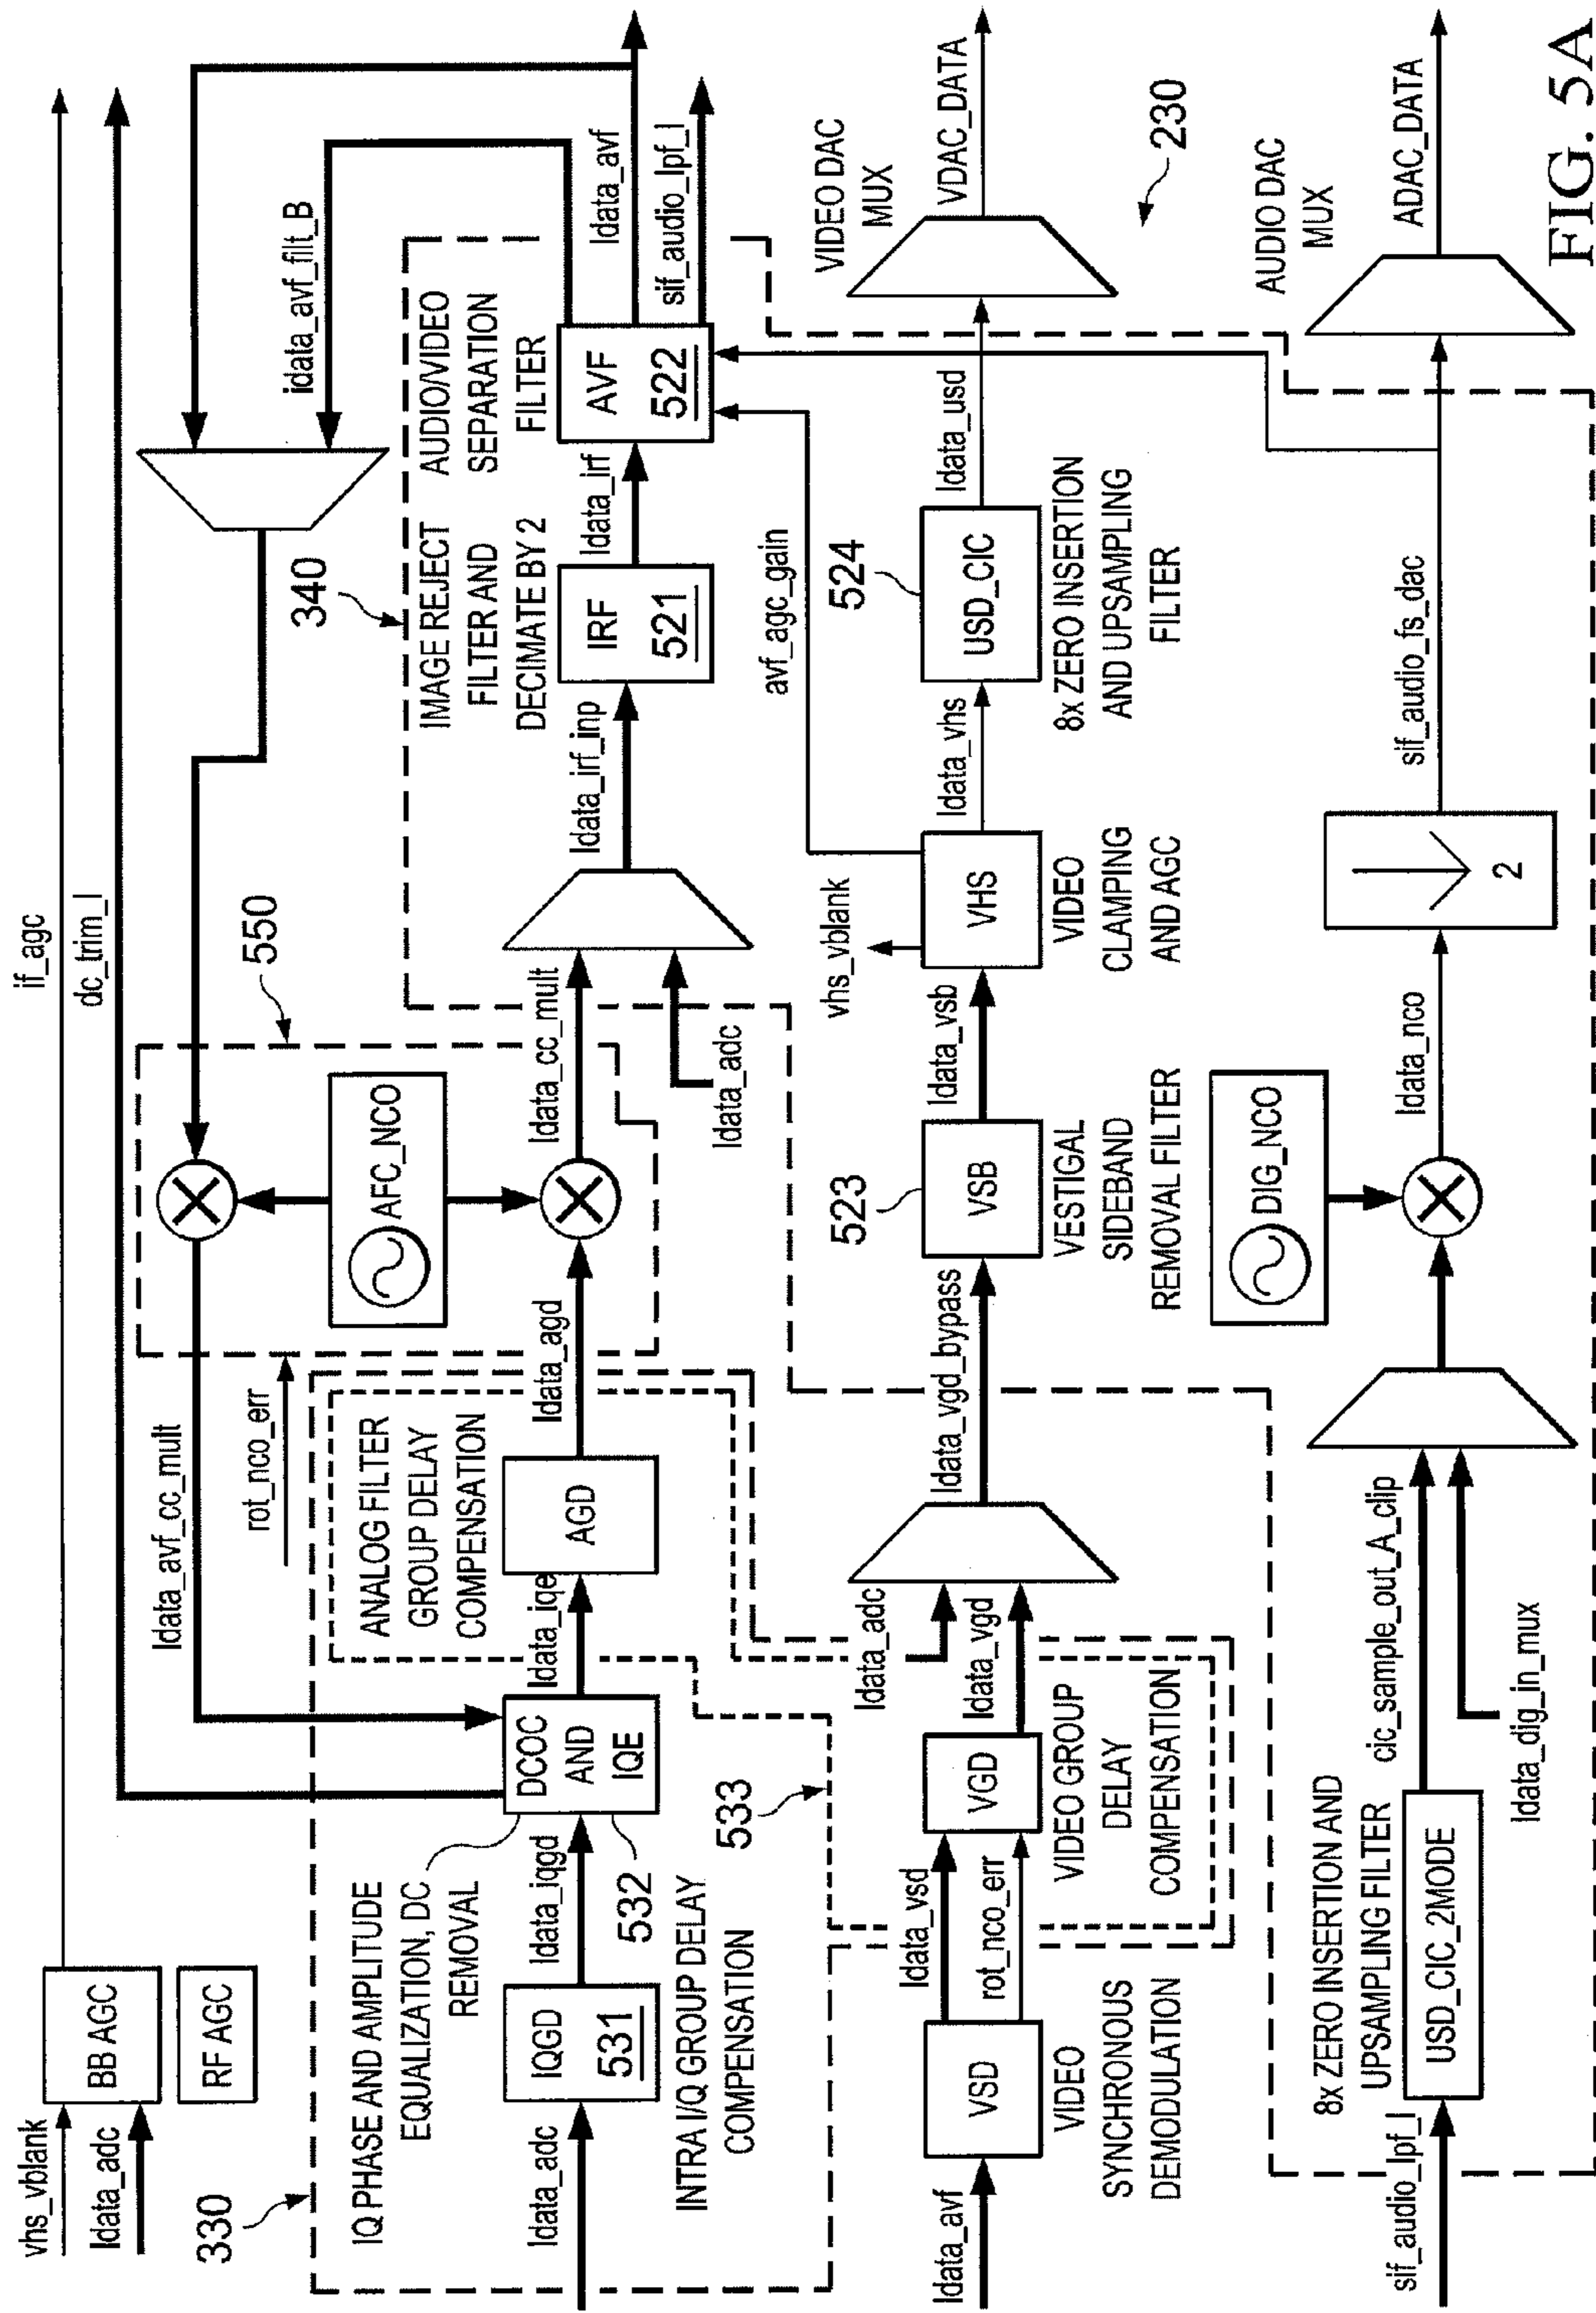 vhs_vblank
Idata_adc
BB AGC
RF AGC
if_agc
dc_trim_I
330
IQ PHASE AND AMPLITUDE
EQUALIZATION, DC
REMOVAL
Idata_adc
IQGD
531
Idata_iqgd
INTRA I/Q GROUP DELAY
COMPENSATION
532
DCOC
AND
IQE
Idata_iqe
533
ANALOG FILTER
GROUP DELAY
COMPENSATION
AGD
Idata_agd
Idata_avf_cc_mult
rot_nco_err
550
AFC_NCO
Idata_cc_mult
Idata_adc
340
Idata_irf_inp
IMAGE REJECT
FILTER AND
DECIMATE BY 2
IRF
521
Idata_irf
AUDIO/VIDEO
SEPARATION
FILTER
AVF
522
idata_avf_filt_B
Idata_avf
sif_audio_lpf_I
Idata_avf
VSD
VIDEO
SYNCHRONOUS
DEMODULATION
Idata_vsd
rot_nco_err
VGD
VIDEO GROUP
DELAY
COMPENSATION
Idata_adc
Idata_vgd
Idata_vgd_bypass
523
VSB
VESTIGAL
SIDEBAND
REMOVAL FILTER
Idata_vsb
vhs_vblank
VHS
VIDEO
CLAMPING
AND AGC
avf_agc_gain
Idata_vhs
524
USD_CIC
8x ZERO INSERTION
AND UPSAMPLING
FILTER
Idata_usd
VIDEO DAC
MUX
VDAC_DATA
230
sif_audio_lpf_I
8x ZERO INSERTION AND
UPSAMPLING FILTER
USD_CIC_2MODE
cic_sample_out_A_clip
Idata_dig_in_mux
DIG_NCO
Idata_nco
2
sif_audio_fs_dac
AUDIO DAC
MUX
ADAC_DATA
FIG. 5A